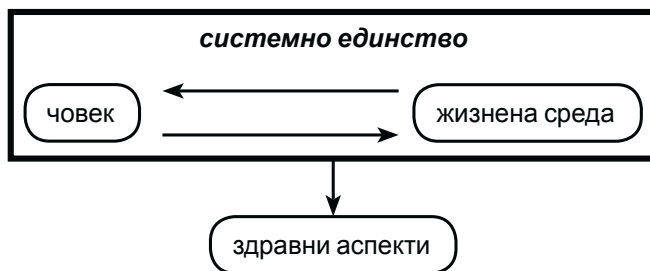 системно единство
човек
жизнена среда
здравни аспекти